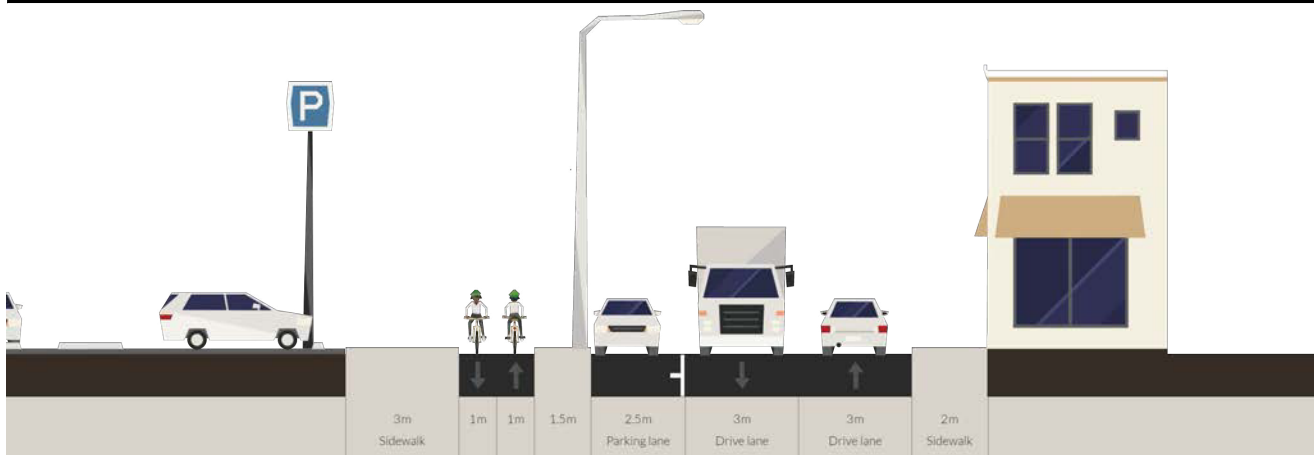 P
3m
Sidewalk
1m
1m
1.5m
2.5m
Parking lane
3m
Drive lane
3m
Drive lane
2m
Sidewalk